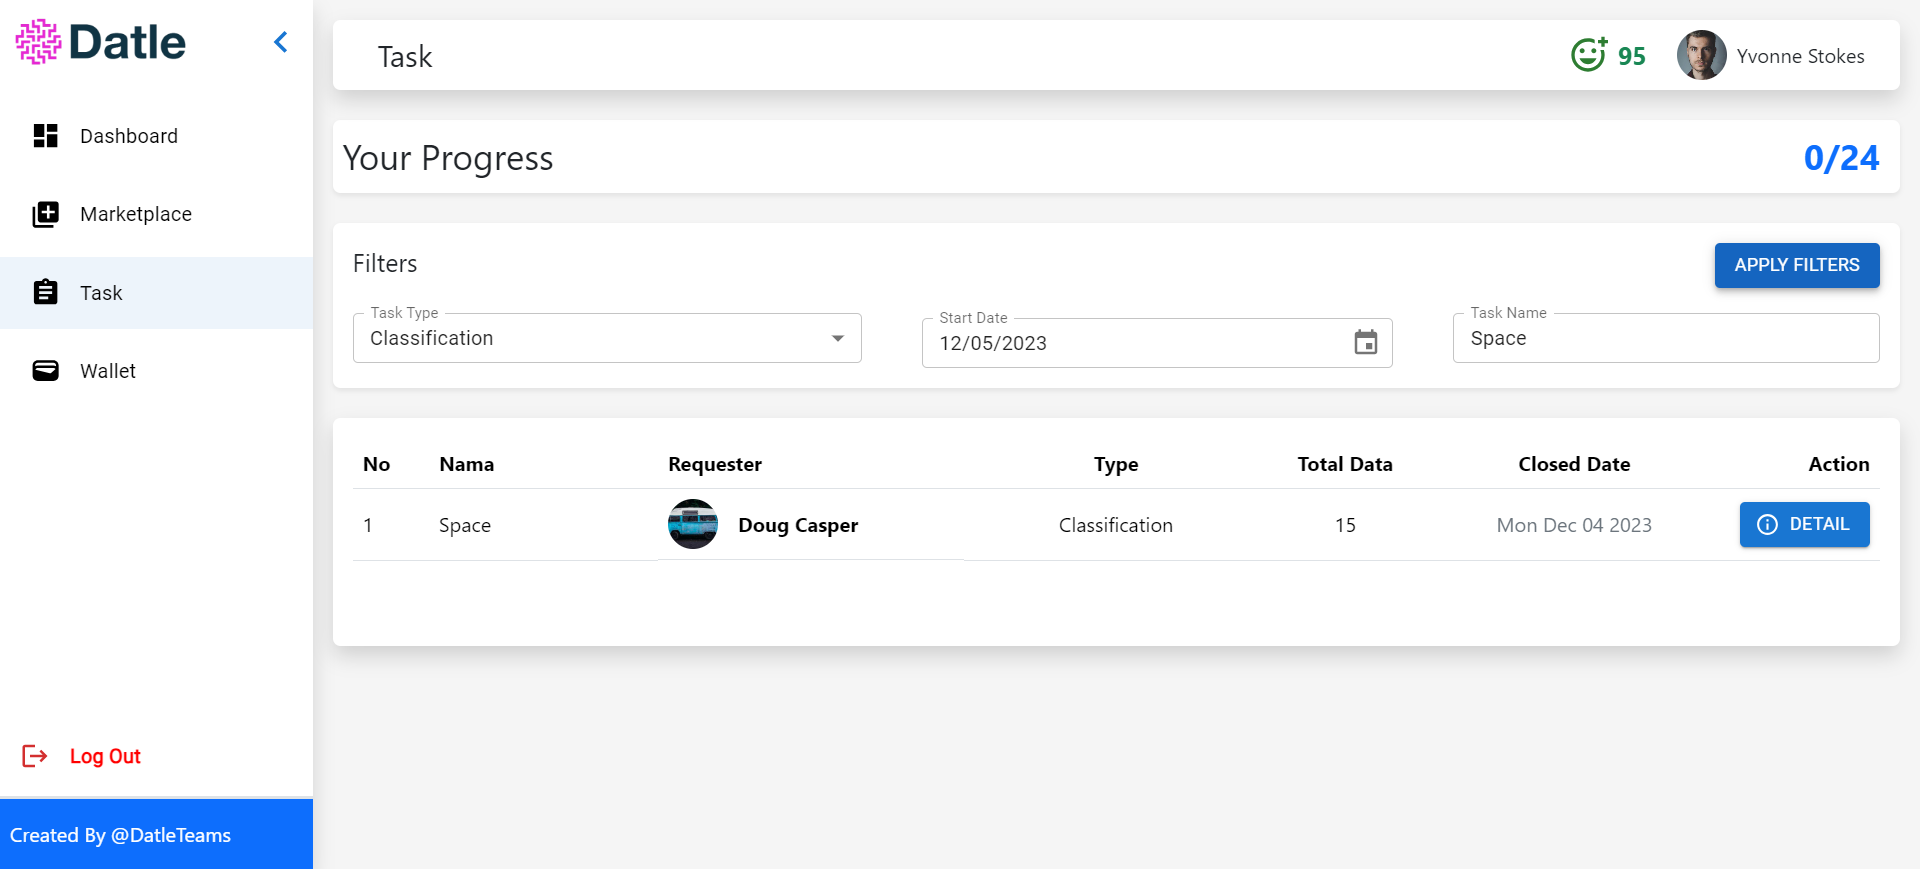 Datle
Task
95
Yvonne Stokes
Dashboard
Marketplace
Task
Wallet
Log Out
Created By @DatleTeams
Your Progress
0/24
Filters
APPLY FILTERS
Task Type
Classification
Start Date
12/05/2023
Task Name
Space
No Nama Requester Type Total Data Closed Date Action
1 Space Doug Casper Classification 15 Mon Dec 04 2023 DETAIL